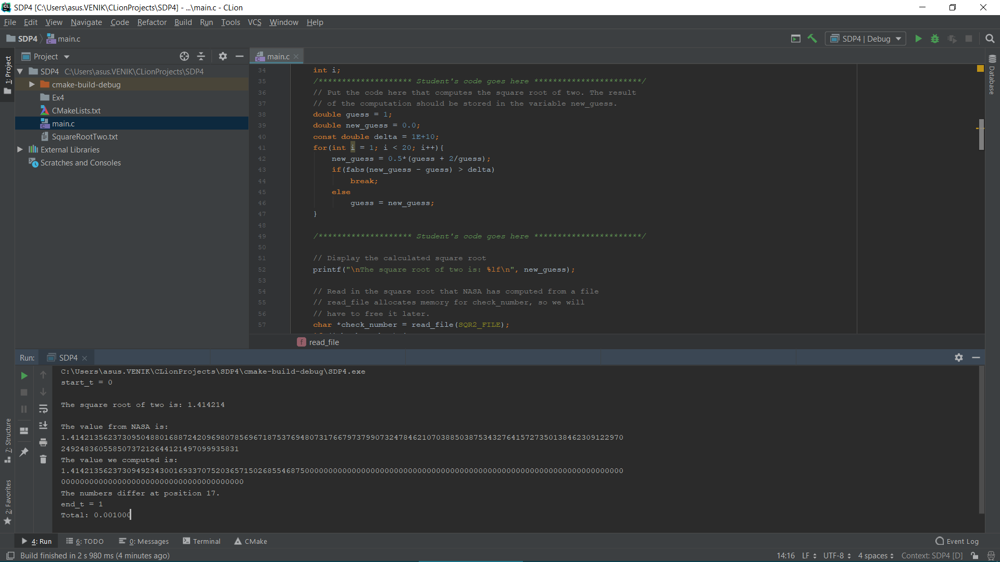 SDP4 [C:\Users\asus.VENIK\CLionProjects\SDP4] - ...\main.c - CLion
File Edit View Navigate Code Refactor Build Run Tools VCS Window Help
SDP4 main.c
SDP4 | Debug
1: Project
Project
SDP4 C:\Users\asus.VENIK\CLionProjects\SDP4
cmake-build-debug
Ex4
CMakeLists.txt
main.c
SquareRootTwo.txt
External Libraries
Scratches and Consoles
main.c
34 int i;
35 /******************** Student's code goes here ***********************/
36 // Put the code here that computes the square root of two. The result
37 // of the computation should be stored in the variable new_guess.
38 double guess = 1;
39 double new_guess = 0.0;
40 const double delta = 1E+10;
41 for(int i = 1; i < 20; i++){
42 new_guess = 0.5*(guess + 2/guess);
43 if(fabs(new_guess - guess) > delta)
44 break;
45 else
46 guess = new_guess;
47 }
48
49 /******************** Student's code goes here ***********************/
50
51 // Display the calculated square root
52 printf("\nThe square root of two is: %lf\n", new_guess);
53
54 // Read in the square root that NASA has computed from a file
55 // read_file allocates memory for check_number, so we will
56 // have to free it later.
57 char *check_number = read_file(SQR2_FILE);
f read_file
Database
Run: SDP4
C:\Users\asus.VENIK\CLionProjects\SDP4\cmake-build-debug\SDP4.exe
start_t = 0
The square root of two is: 1.414214
The value from NASA is:
1.4142135623730950488016887242096980785696718753769480731766797379907324784621070388503875343276415727350138462309122970
24924836055850737212644121497099935831
The value we computed is:
1.4142135623730949234300169337075203657150268554687500000000000000000000000000000000000000000000000000000000000000000000
000000000000000000000000000000000000000
The numbers differ at position 17.
end_t = 1
Total: 0.001000
7: Structure
2: Favorites
4: Run 6: TODO 0: Messages Terminal CMake Event Log
Build finished in 2 s 980 ms (4 minutes ago) 14:16 LF UTF-8 4 spaces Context: SDP4 [D]